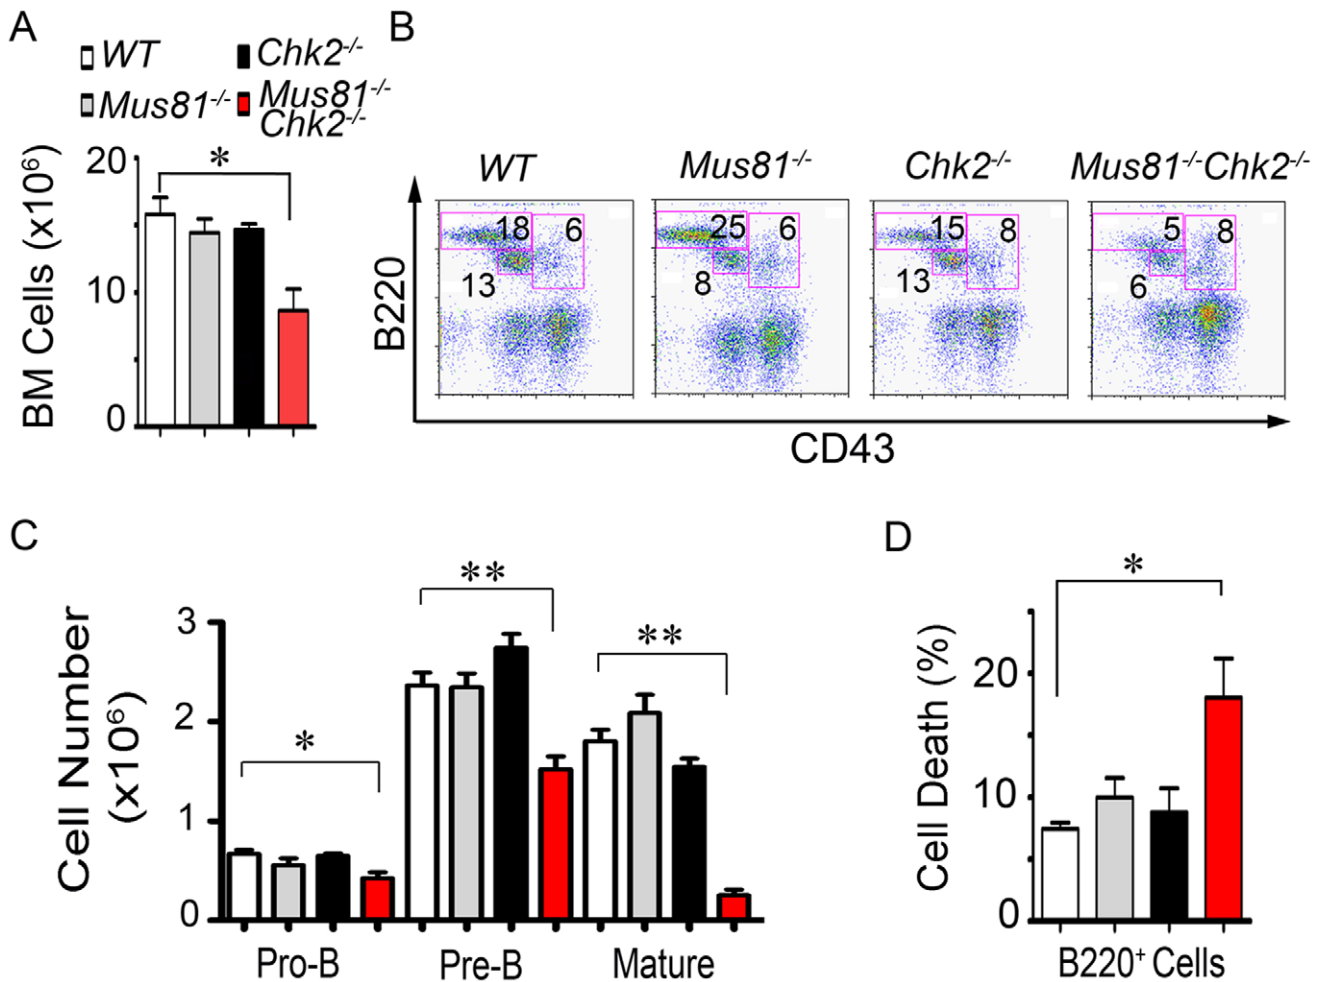 A
WT
Chk2-/-
Mus81-/-
Mus81-/-
Chk2-/-
BM Cells (x10⁶)
20
10
0
*
B
WT
Mus81-/-
Chk2-/-
Mus81-/-Chk2-/-
18
6
13
25
6
8
15
8
13
5
8
6
B220
CD43
C
Cell Number
(x10⁶)
3
2
1
0
*
**
**
Pro-B
Pre-B
Mature
D
Cell Death (%)
20
10
0
*
B220⁺ Cells